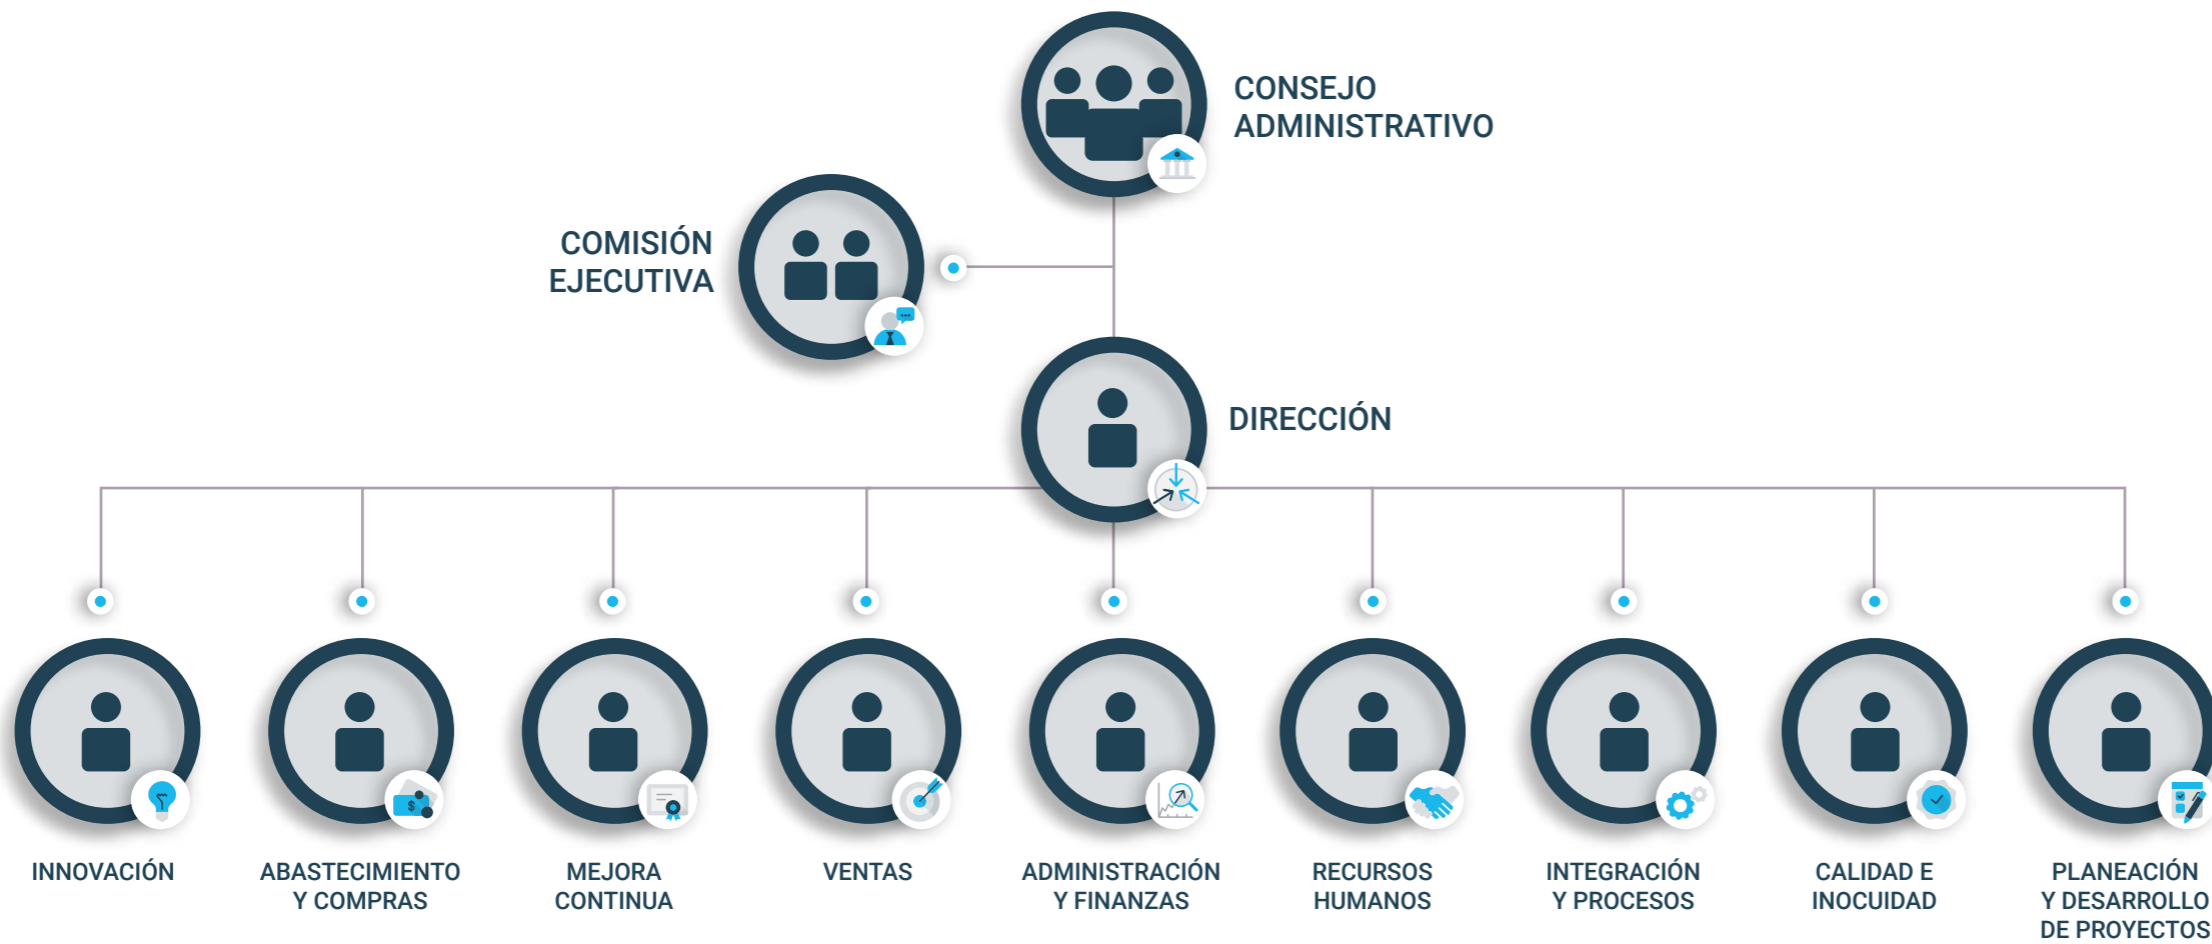 CONSEJO
ADMINISTRATIVO
COMISIÓN
EJECUTIVA
DIRECCIÓN
INNOVACIÓN
ABASTECIMIENTO
Y COMPRAS
MEJORA
CONTINUA
VENTAS
ADMINISTRACIÓN
Y FINANZAS
RECURSOS
HUMANOS
INTEGRACIÓN
Y PROCESOS
CALIDAD E
INOCUIDAD
PLANEACIÓN
Y DESARROLLO
DE PROYECTOS